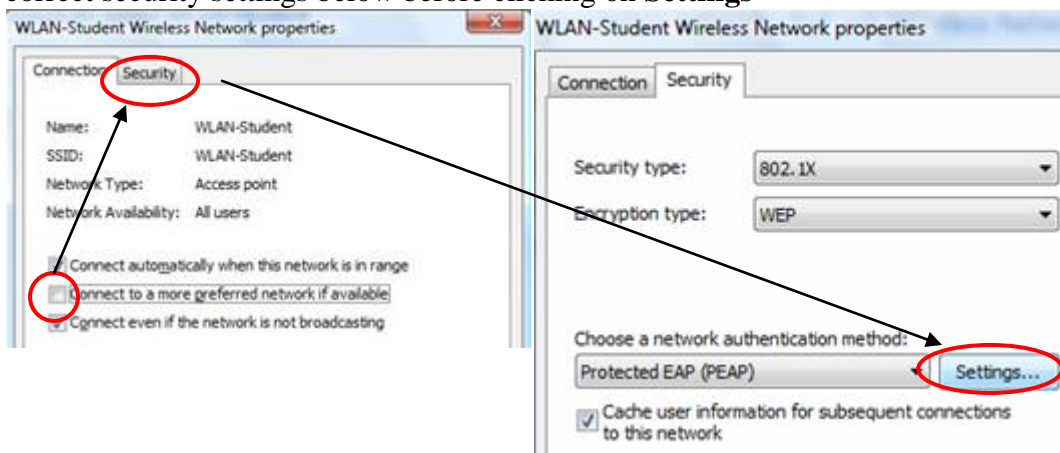 correct security settings below before clicking on Settings
WLAN-Student Wireless Network properties
Connection Security
Name: WLAN-Student
SSID: WLAN-Student
Network Type: Access point
Network Availability: All users
Connect automatically when this network is in range
Connect to a more preferred network if available
Connect even if the network is not broadcasting
WLAN-Student Wireless Network properties
Connection Security
Security type: 802.1X
Encryption type: WEP
Choose a network authentication method:
Protected EAP (PEAP) Settings...
Cache user information for subsequent connections
to this network